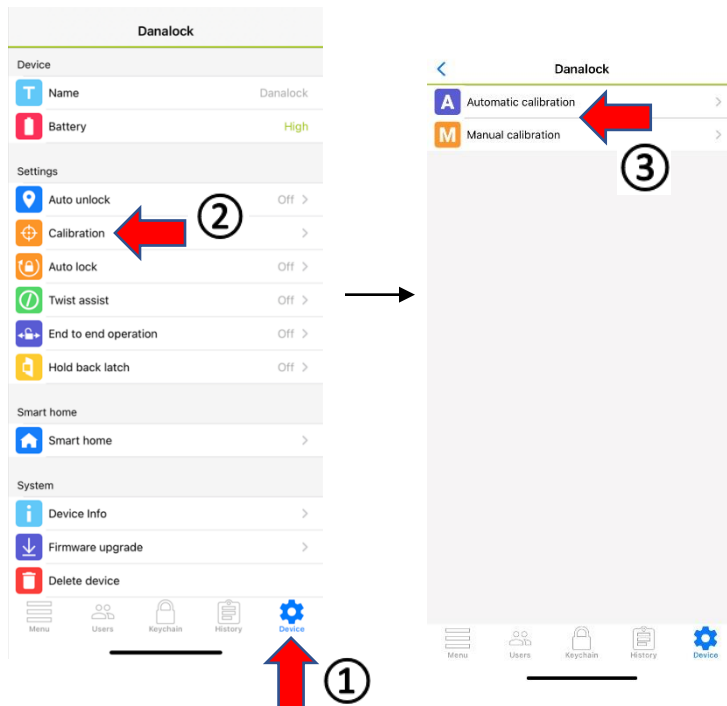 Danalock
Device
T Name Danalock
Battery High
Settings
Auto unlock Off >
Calibration >
②
Auto lock Off >
Twist assist Off >
End to end operation Off >
Hold back latch Off >
Smart home
Smart home >
System
i Device Info >
Firmware upgrade >
Delete device
Menu Users Keychain History Device
①
< Danalock
A Automatic calibration >
M Manual calibration >
③
Menu Users Keychain History Device